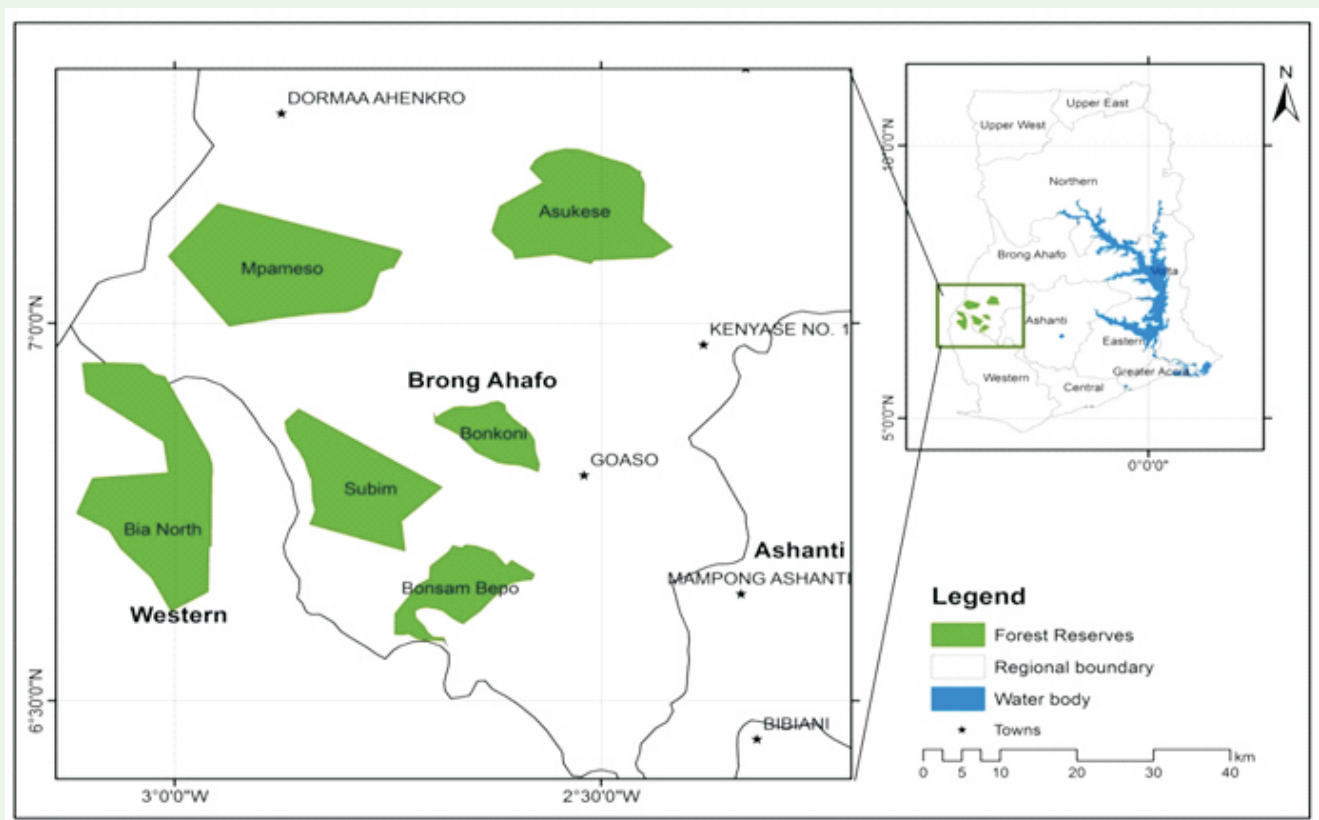 DORMAA AHENKRO
Asukese
Mpameso
KENYASE NO. 1
Brong Ahafo
Bonkoni
GOASO
Subim
Bia North
Ashanti
MAMPONG ASHANTI
Bonsam Bepo
Western
BIBIANI
7°0'0"N
6°30'0"N
3°0'0"W
2°30'0"W
N
Upper East
Upper West
Northern
Brong Ahafo
Volta
Ashanti
Eastern
Greater Accra
Western
Central
10°0'0"N
5°0'0"N
0°0'0"
Legend
Forest Reserves
Regional boundary
Water body
Towns
0 5 10 20 30 40
km